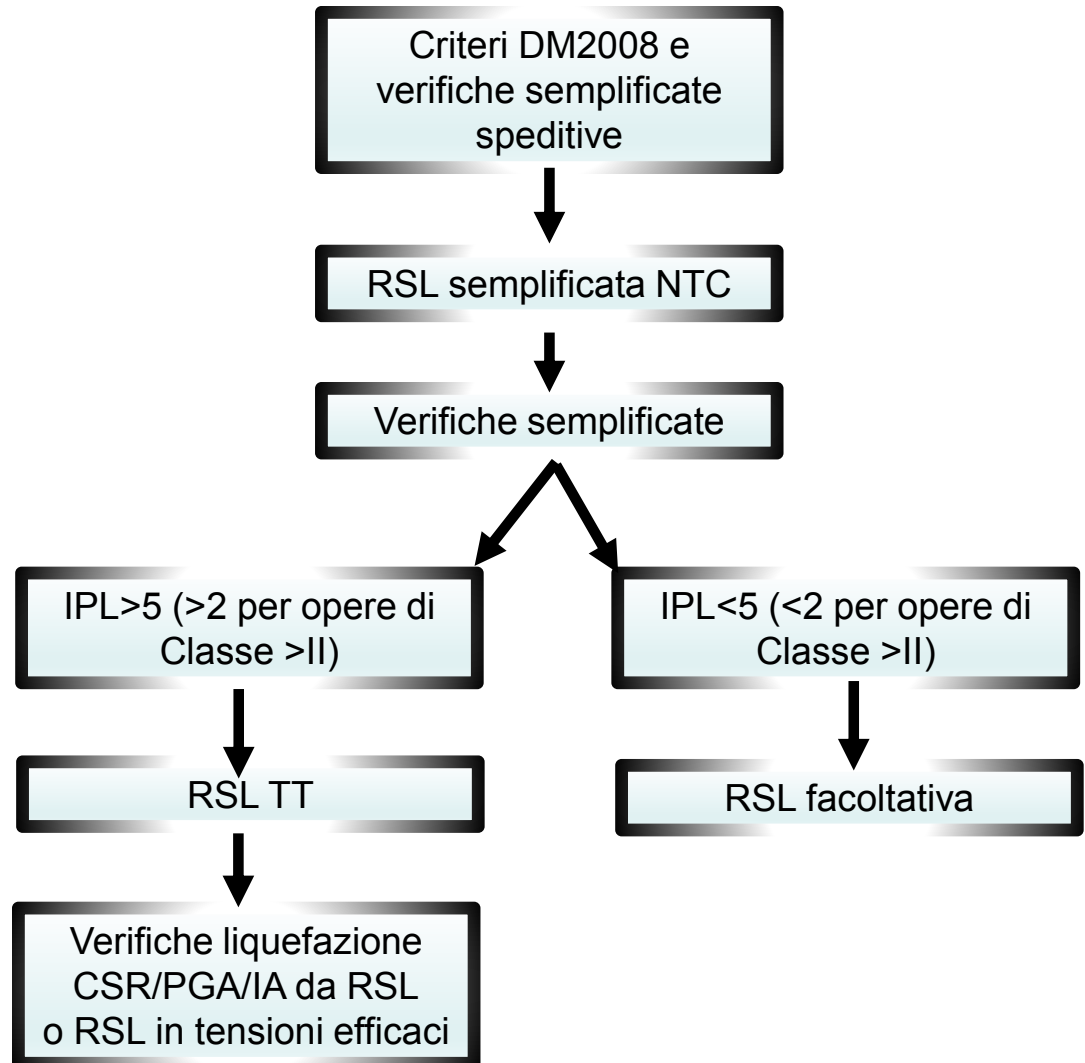 Criteri DM2008 e
verifiche semplificate
speditive
RSL semplificata NTC
Verifiche semplificate
IPL>5 (>2 per opere di
Classe >II)
IPL<5 (<2 per opere di
Classe >II)
RSL TT
RSL facoltativa
Verifiche liquefazione
CSR/PGA/IA da RSL
o RSL in tensioni efficaci